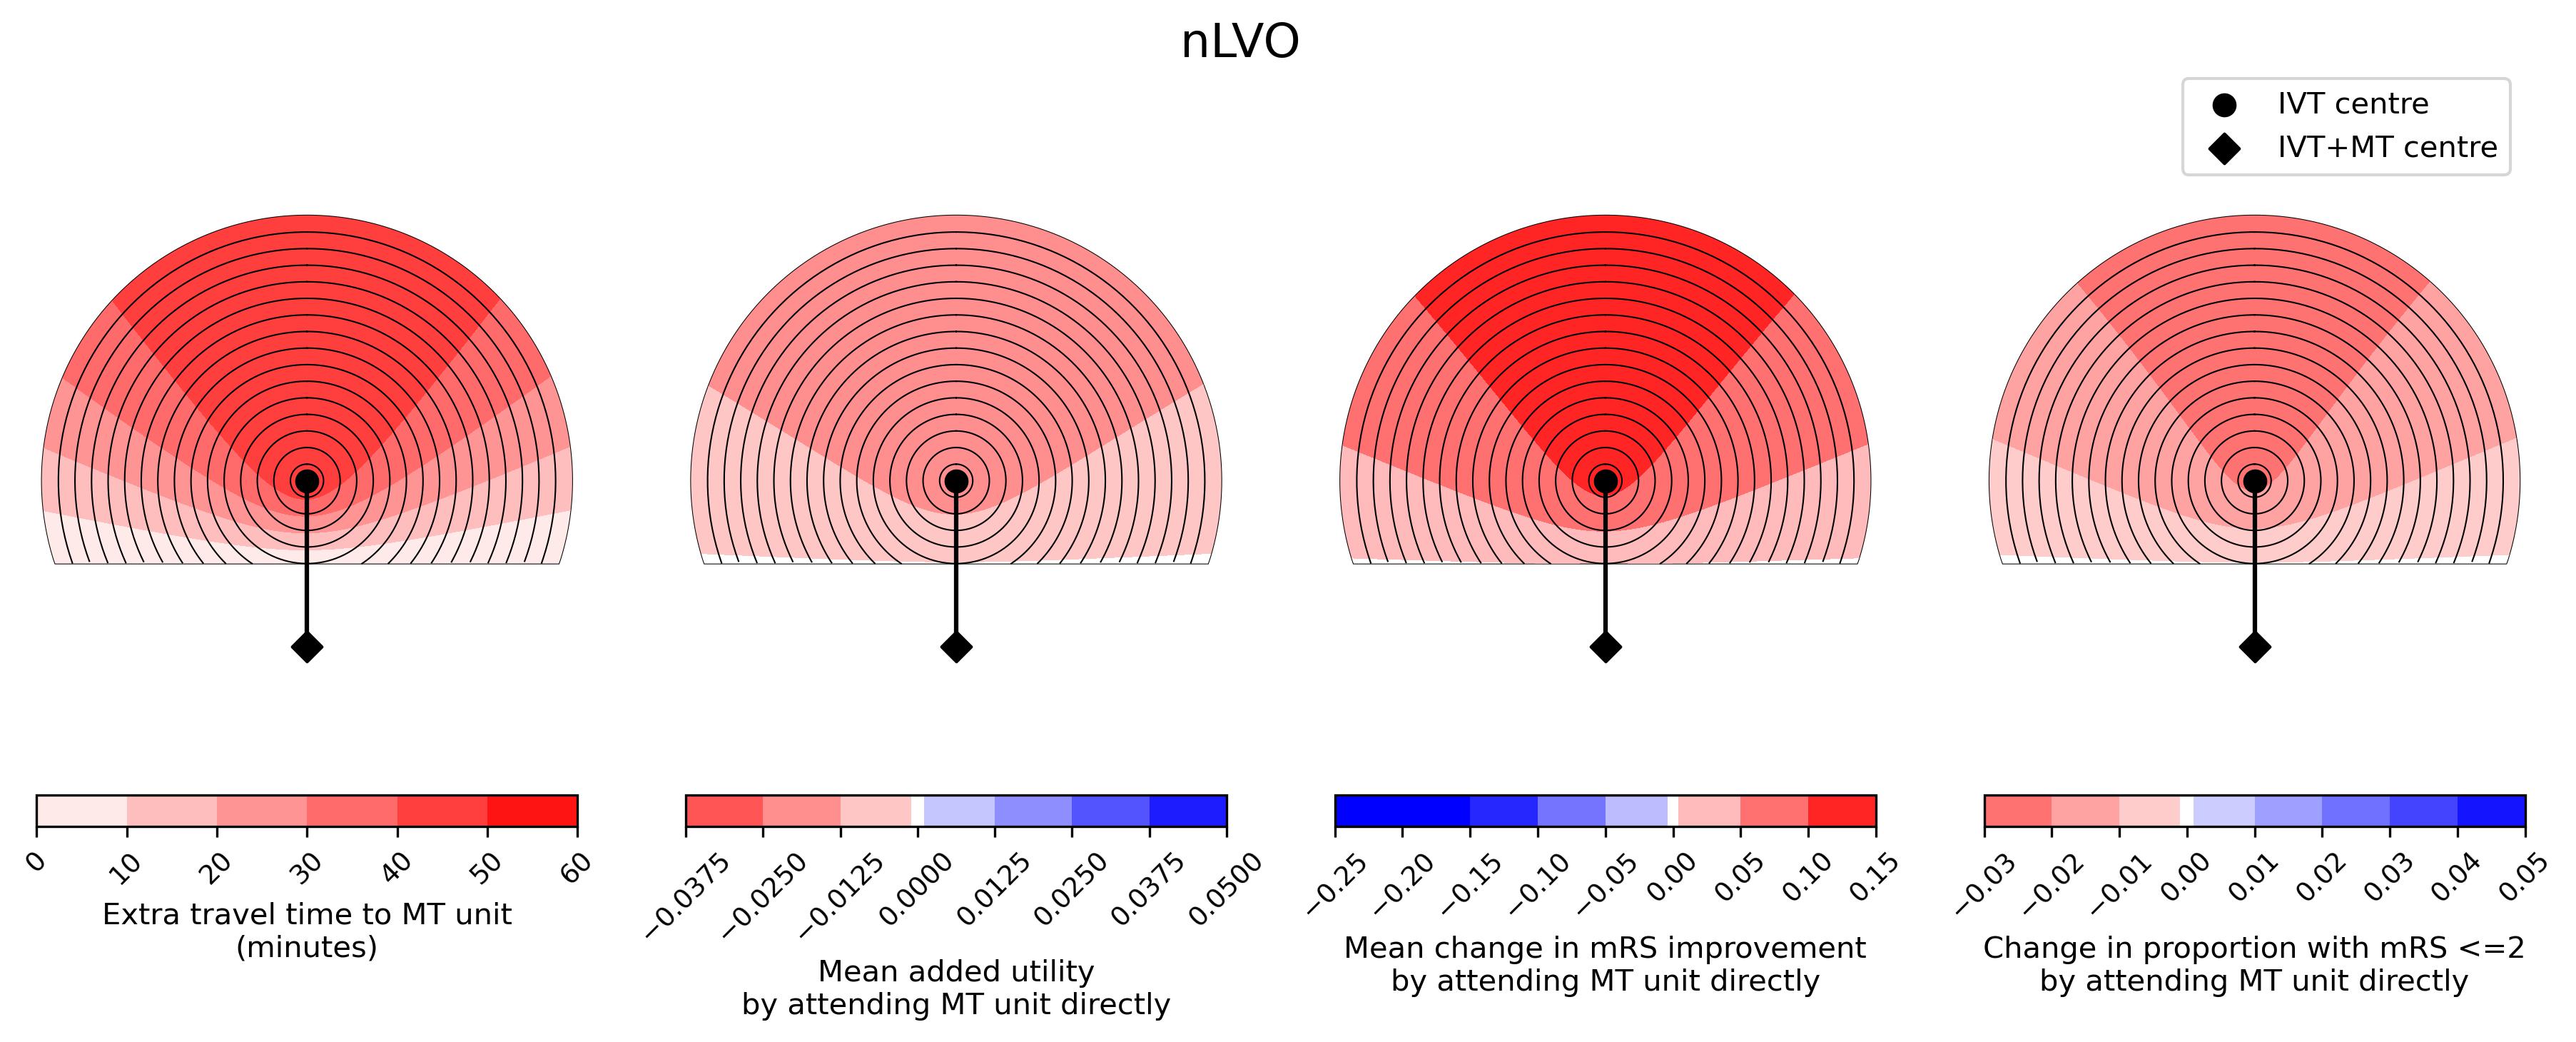 nLVO
IVT centre
IVT+MT centre
0 10 20 30 40 50 60
Extra travel time to MT unit
(minutes)
−0.0375 −0.0250 −0.0125 0.0000 0.0125 0.0250 0.0375 0.0500
Mean added utility
by attending MT unit directly
−0.25 −0.20 −0.15 −0.10 −0.05 0.00 0.05 0.10 0.15
Mean change in mRS improvement
by attending MT unit directly
−0.03 −0.02 −0.01 0.00 0.01 0.02 0.03 0.04 0.05
Change in proportion with mRS <=2
by attending MT unit directly